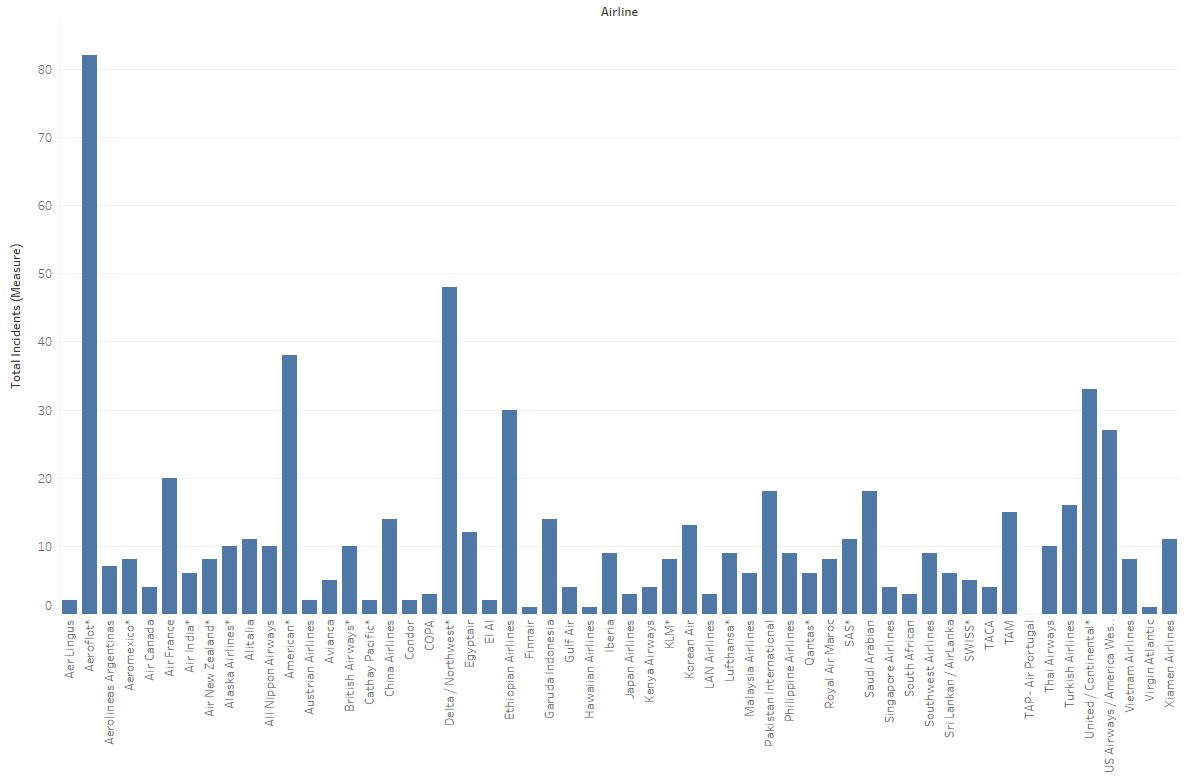 Airline
Total Incidents (Measure)
80
70
60
50
40
30
20
10
0
Aer Lingus
Aeroflot*
Aerolineas Argentinas
Aeromexico*
Air Canada
Air France
Air India*
Air New Zealand*
Alaska Airlines*
Alitalia
All Nippon Airways
American*
Austrian Airlines
Avianca
British Airways*
Cathay Pacific*
China Airlines
Condor
COPA
Delta / Northwest*
Egyptair
El Al
Ethiopian Airlines
Finnair
Garuda Indonesia
Gulf Air
Hawaiian Airlines
Iberia
Japan Airlines
Kenya Airways
KLM*
Korean Air
LAN Airlines
Lufthansa*
Malaysia Airlines
Pakistan International
Philippine Airlines
Qantas*
Royal Air Maroc
SAS*
Saudi Arabian
Singapore Airlines
South African
Southwest Airlines
Sri Lankan / AirLanka
SWISS*
TACA
TAM
TAP - Air Portugal
Thai Airways
Turkish Airlines
United / Continental*
US Airways / America Wes..
Vietnam Airlines
Virgin Atlantic
Xiamen Airlines